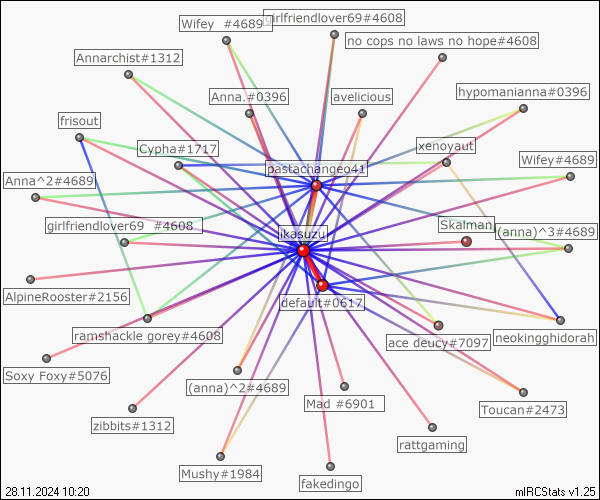 Wifey #4689
girlfriendlover69#4608
no cops no laws no hope#4608
Annarchist#1312
hypomanianna#0396
Anna.#0396
avelicious
frisout
Cypha#1717
xenoyaut
pastachangeo41
Wifey#4689
Anna^2#4689
girlfriendlover69 #4608
ikasuzu
Skalman
(anna)^3#4689
AlpineRooster#2156
default#0617
ramshackle gorey#4608
ace deucy#7097
neokingghidorah
Soxy Foxy#5076
(anna)^2#4689
Mad #6901
Toucan#2473
zibbits#1312
rattgaming
Mushy#1984
fakedingo
28.11.2024 10:20
mIRCStats v1.25